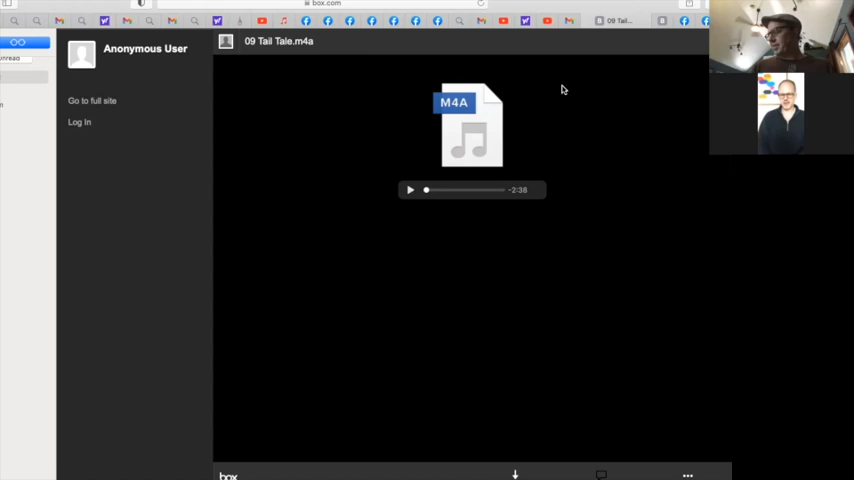 box.com
09 Tail...
nread
Anonymous User
09 Tail Tale.m4a
Go to full site
Log In
M4A
-2:38
box